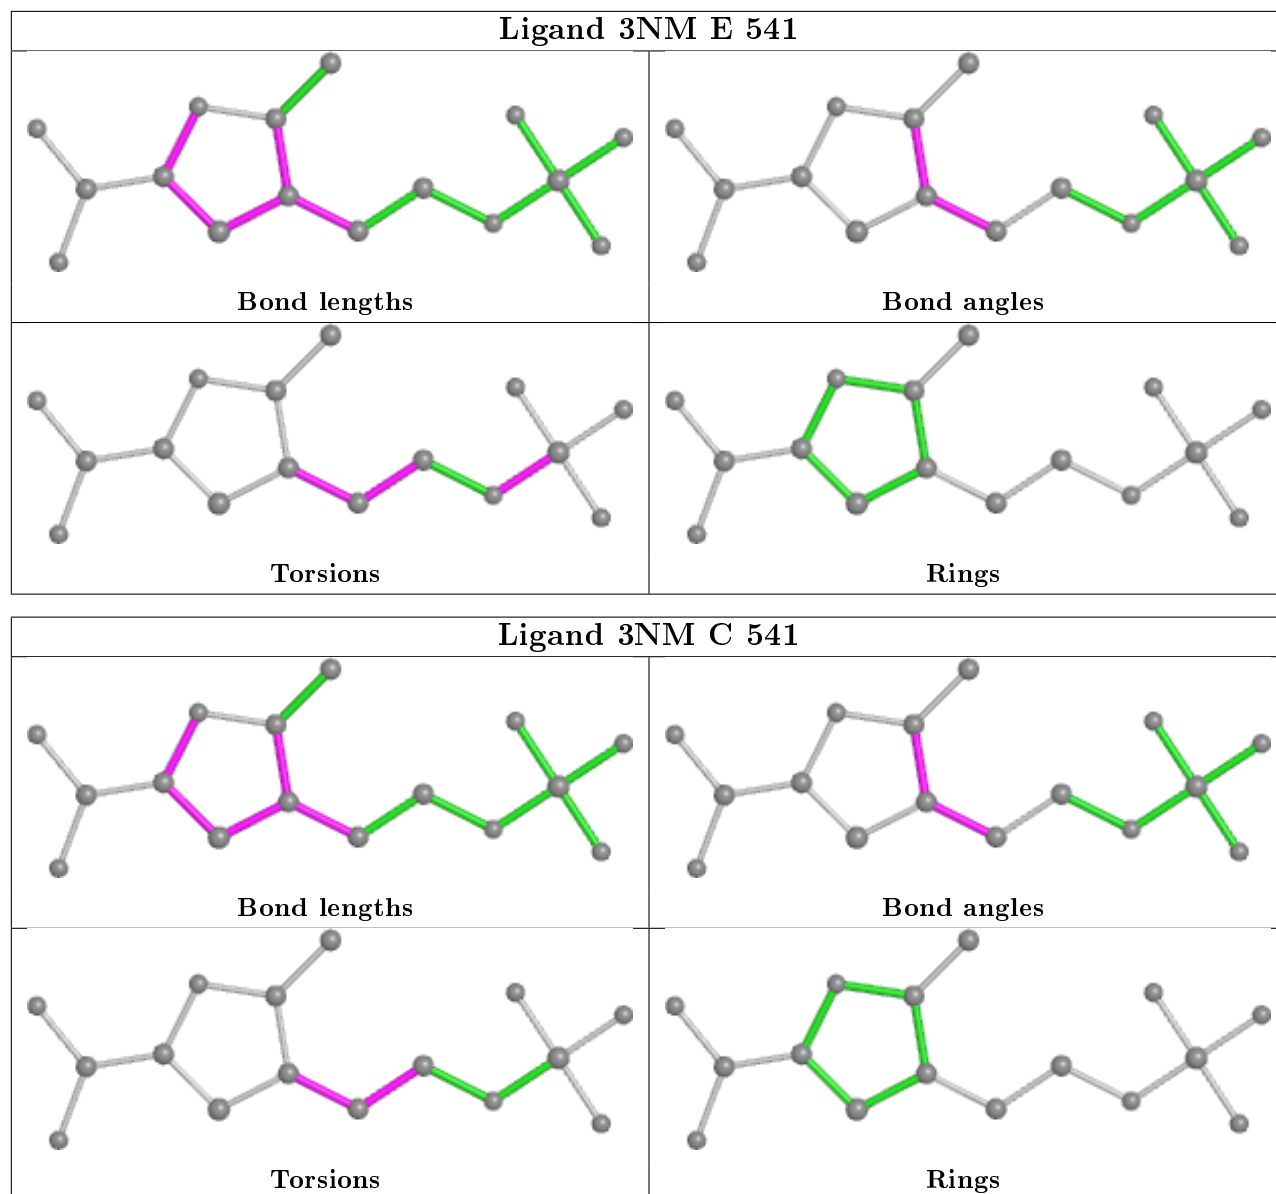 Ligand 3NM E 541
Bond lengths
Bond angles
Torsions
Rings
Ligand 3NM C 541
Bond lengths
Bond angles
Torsions
Rings